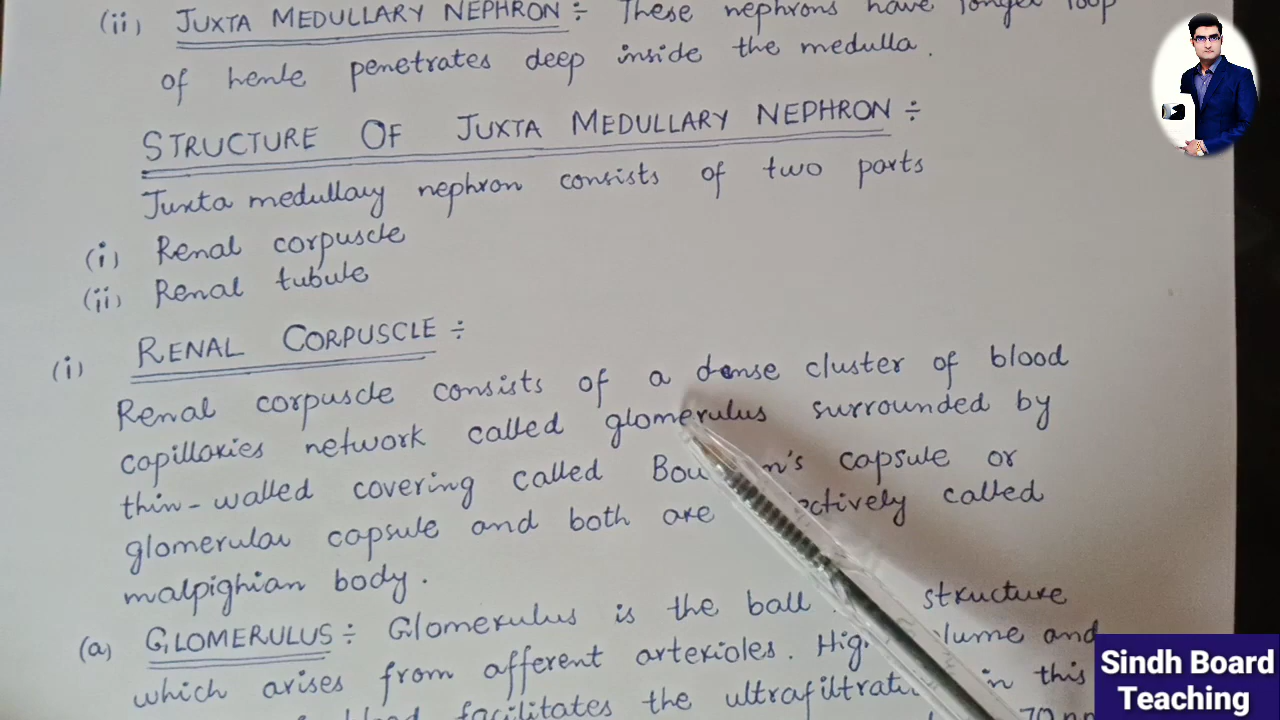 (ii) JUXTA MEDULLARY NEPHRON ÷ These nephrons have longer loop
of henle penetrates deep inside the medulla.
STRUCTURE OF JUXTA MEDULLARY NEPHRON ÷
Juxta medullary nephron consists of two parts
(i) Renal corpuscle
(ii) Renal tubule
(i) RENAL CORPUSCLE ÷
Renal corpuscle consists of a dense cluster of blood
capillaries network called glomerulus surrounded by
thin-walled covering called Bou n's capsule or
glomerular capsule and both are ectively called
malpighian body.
(a) GLOMERULUS ÷ Glomerulus is the ball structure
which arises from afferent arterioles. Hig lume and
facilitates the ultrafiltrat in this
70
Sindh Board
Teaching